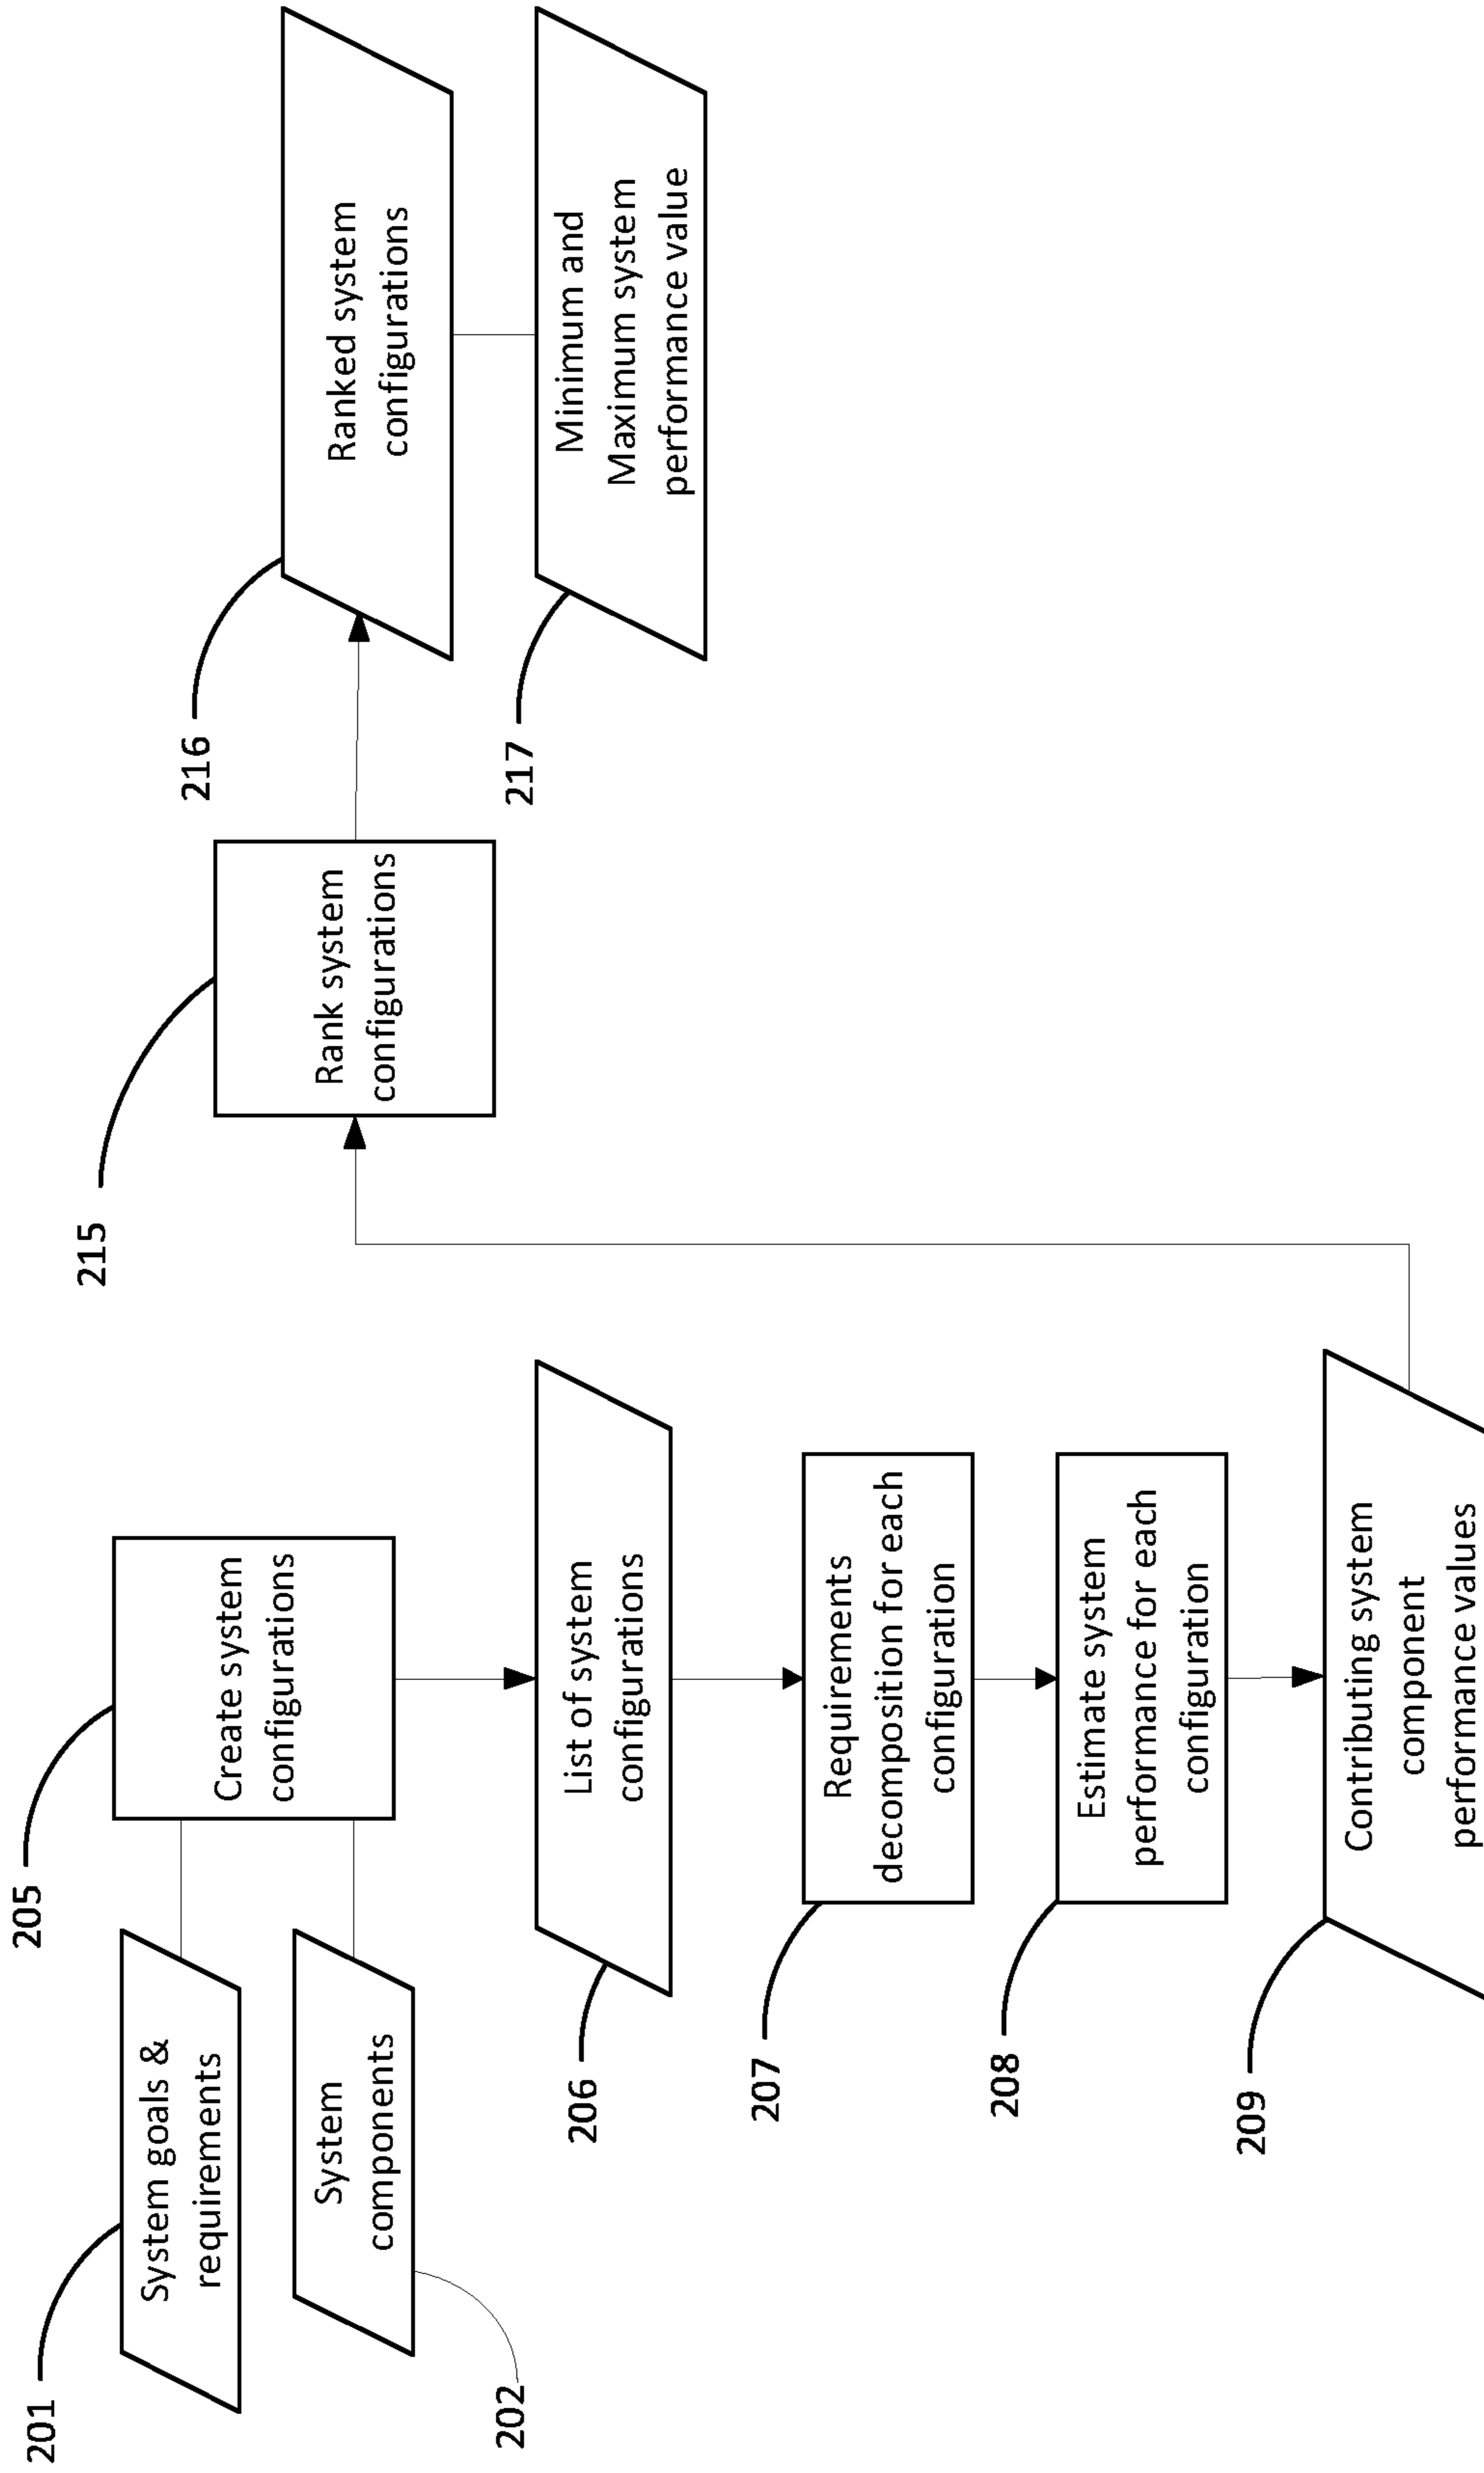 201
System goals &
requirements
202
System
components
205
Create system
configurations
206
List of system
configurations
207
Requirements
decomposition for each
configuration
208
Estimate system
performance for each
configuration
209
Contributing system
component
performance values
215
Rank system
configurations
216
Ranked system
configurations
217
Minimum and
Maximum system
performance value